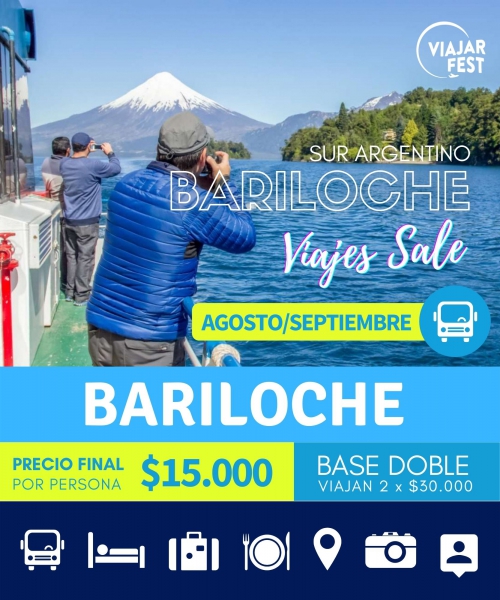 VIAJAR
FEST
SUR ARGENTINO
BARILOCHE
Viajes Sale
AGOSTO/SEPTIEMBRE
BARILOCHE
PRECIO FINAL
POR PERSONA
$15.000
BASE DOBLE
VIAJAN 2 x $30.000